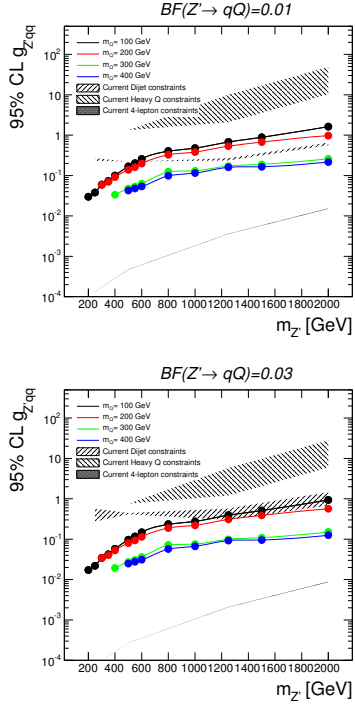 BF(Z'→ qQ)=0.01
95% CL g_{Z'qq}
m_Q= 100 GeV
m_Q= 200 GeV
m_Q= 300 GeV
m_Q= 400 GeV
Current Dijet constraints
Current Heavy Q constraints
Current 4-lepton constraints
10²
10
1
10⁻¹
10⁻²
10⁻³
10⁻⁴
200 400 600 800 1000 1200 1400 1600 1800 2000
m_{Z'} [GeV]
BF(Z'→ qQ)=0.03
95% CL g_{Z'qq}
m_Q= 100 GeV
m_Q= 200 GeV
m_Q= 300 GeV
m_Q= 400 GeV
Current Dijet constraints
Current Heavy Q constraints
Current 4-lepton constraints
10²
10
1
10⁻¹
10⁻²
10⁻³
10⁻⁴
200 400 600 800 1000 1200 1400 1600 1800 2000
m_{Z'} [GeV]